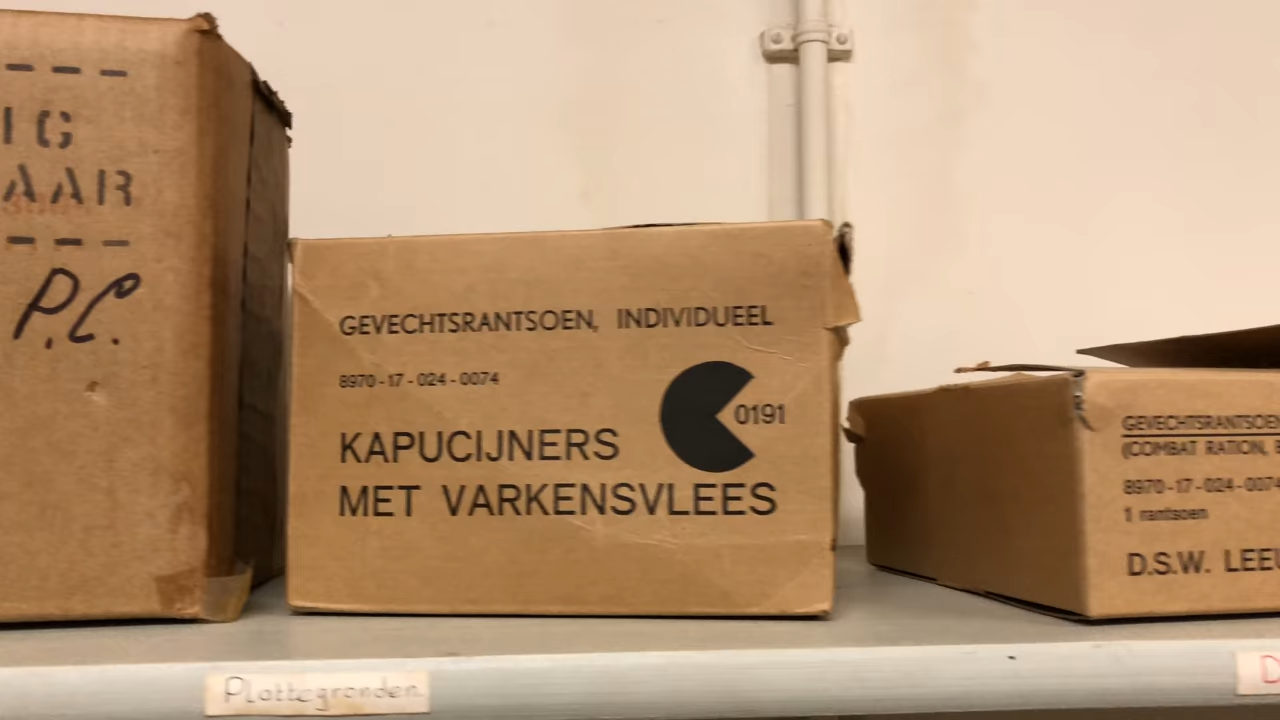 IG
AAR
P.C.
GEVECHTSRANTSOEN, INDIVIDUEEL
8970-17-024-0074
0191
KAPUCIJNERS
MET VARKENSVLEES
GEVECHTSRANTSOEN
(COMBAT RATION,
8970-17-024-0074
1 rantsoen
D.S.W. LEEU
Plattegronden
D